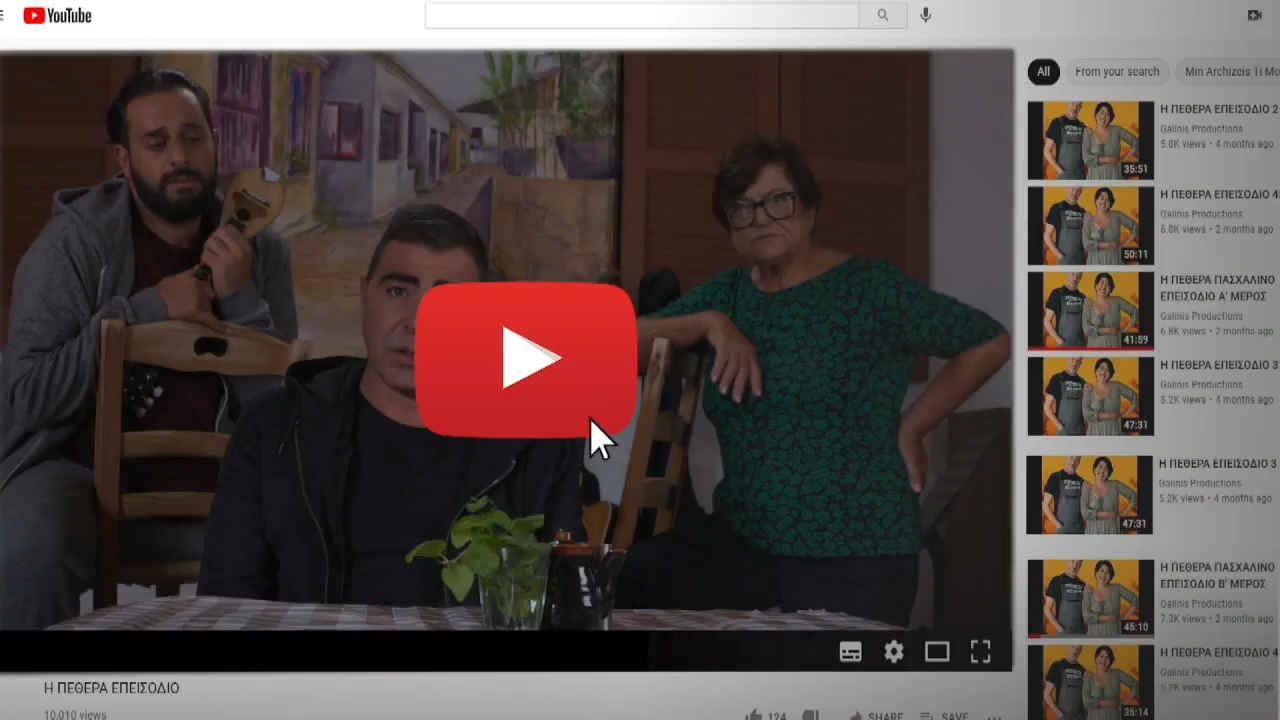 YouTube
All
From your search
Min Archizeis Ti Mo
Η ΠΕΘΕΡΑ ΕΠΕΙΣΟΔΙΟ 2
Galinis Productions
5.0K views • 4 months ago
35:51
Η ΠΕΘΕΡΑ ΕΠΕΙΣΟΔΙΟ 4
Galinis Productions
6.0K views • 2 months ago
50:11
Η ΠΕΘΕΡΑ ΠΑΣΧΑΛΙΝΟ
ΕΠΕΙΣΟΔΙΟ Α' ΜΕΡΟΣ
Galinis Productions
6.8K views • 2 months ago
41:59
Η ΠΕΘΕΡΑ ΕΠΕΙΣΟΔΙΟ 3
Galinis Productions
5.2K views • 4 months ago
47:31
Η ΠΕΘΕΡΑ ΕΠΕΙΣΟΔΙΟ 3
Galinis Productions
5.2K views • 4 months ago
47:31
Η ΠΕΘΕΡΑ ΠΑΣΧΑΛΙΝΟ
ΕΠΕΙΣΟΔΙΟ Β' ΜΕΡΟΣ
Galinis Productions
7.3K views • 2 months ago
45:10
Η ΠΕΘΕΡΑ ΕΠΕΙΣΟΔΙΟ 4
Galinis Productions
views • 4 months ago
35:14
Η ΠΕΘΕΡΑ ΕΠΕΙΣΟΔΙΟ
10,010 views
124
SHARE
SAVE